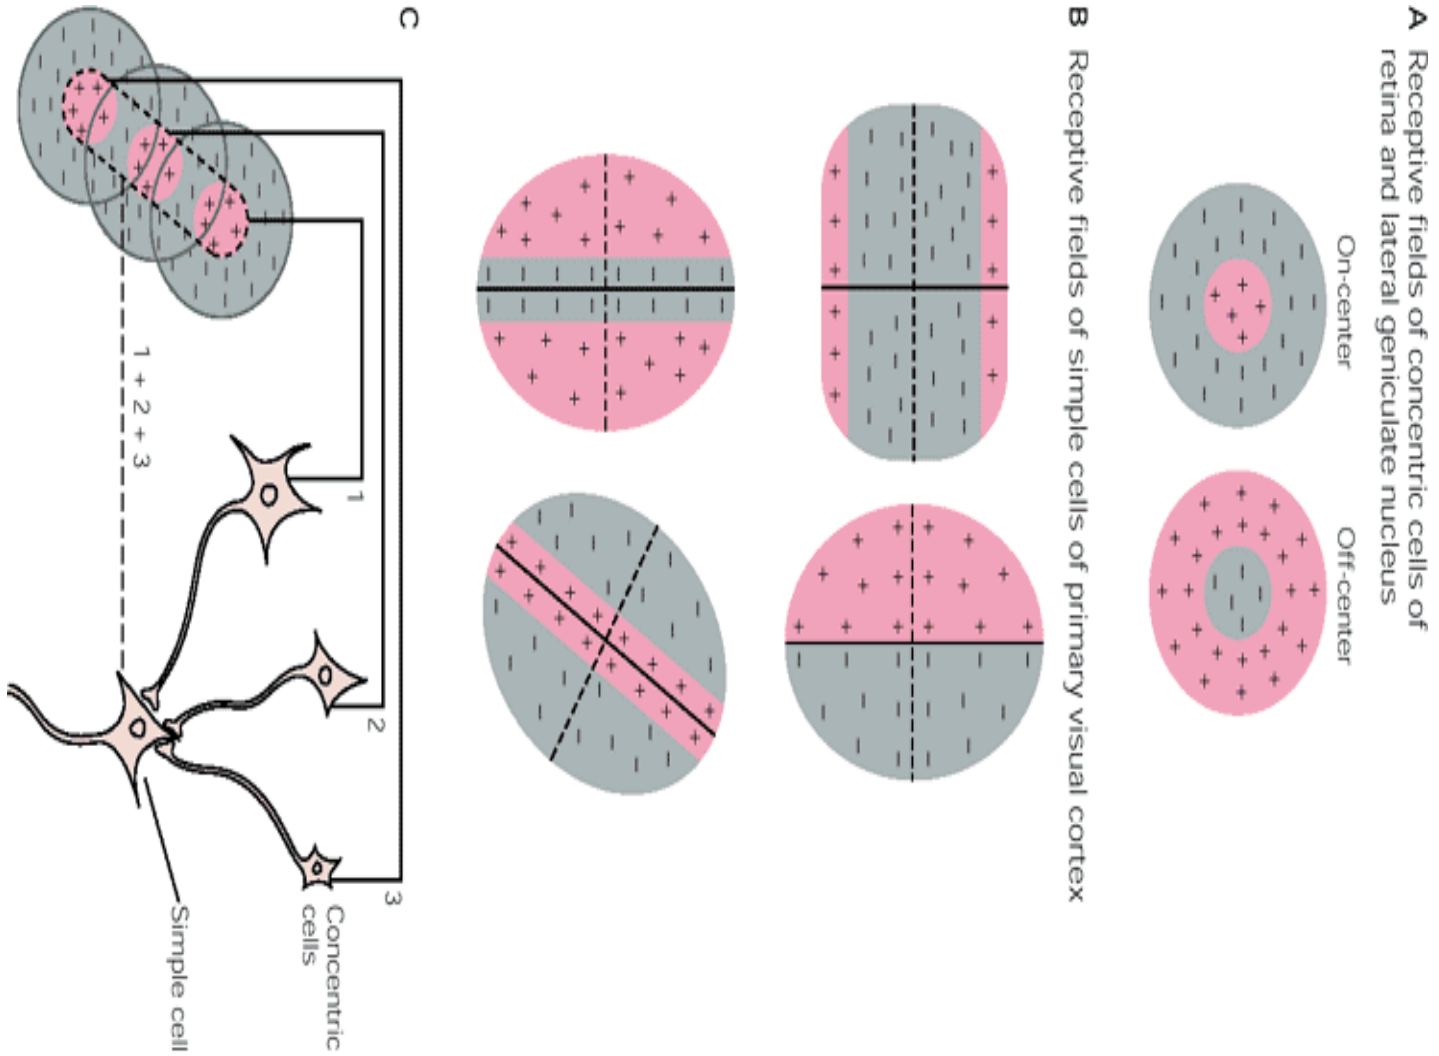 A Receptive fields of concentric cells of
retina and lateral geniculate nucleus
On-center
Off-center
B Receptive fields of simple cells of primary visual cortex
C
1
2
3
1 + 2 + 3
Concentric
cells
Simple cell